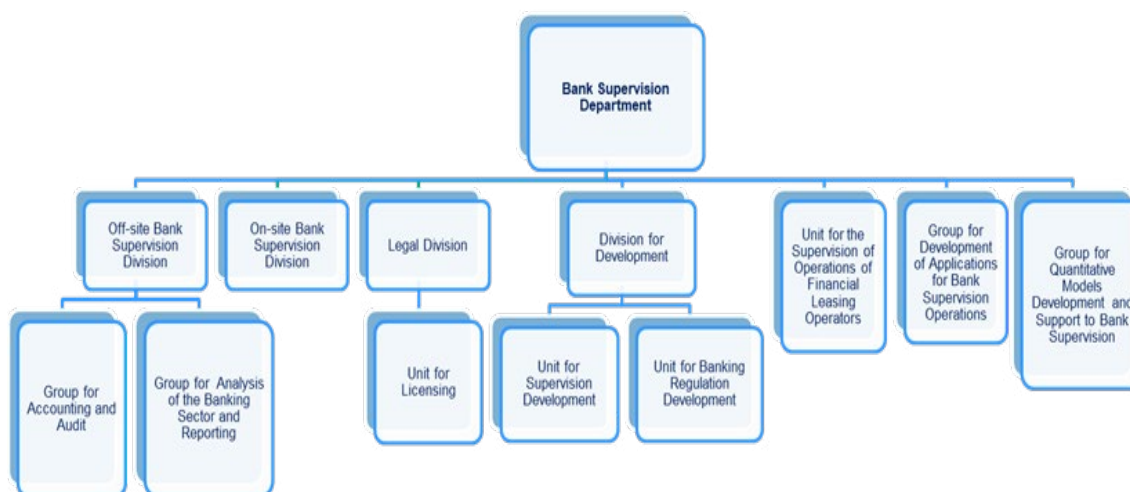 Bank Supervision
Department
Off-site Bank
Supervision
Division
On-site Bank
Supervision
Division
Legal Division
Division for
Development
Unit for the
Supervision of
Operations of
Financial
Leasing
Operators
Group for
Development
of Applications
for Bank
Supervision
Operations
Group for
Quantitative
Models
Development and
Support to Bank
Supervision
Group for
Accounting and
Audit
Group for Analysis
of the Banking
Sector and
Reporting
Unit for
Licensing
Unit for
Supervision
Development
Unit for Banking
Regulation
Development